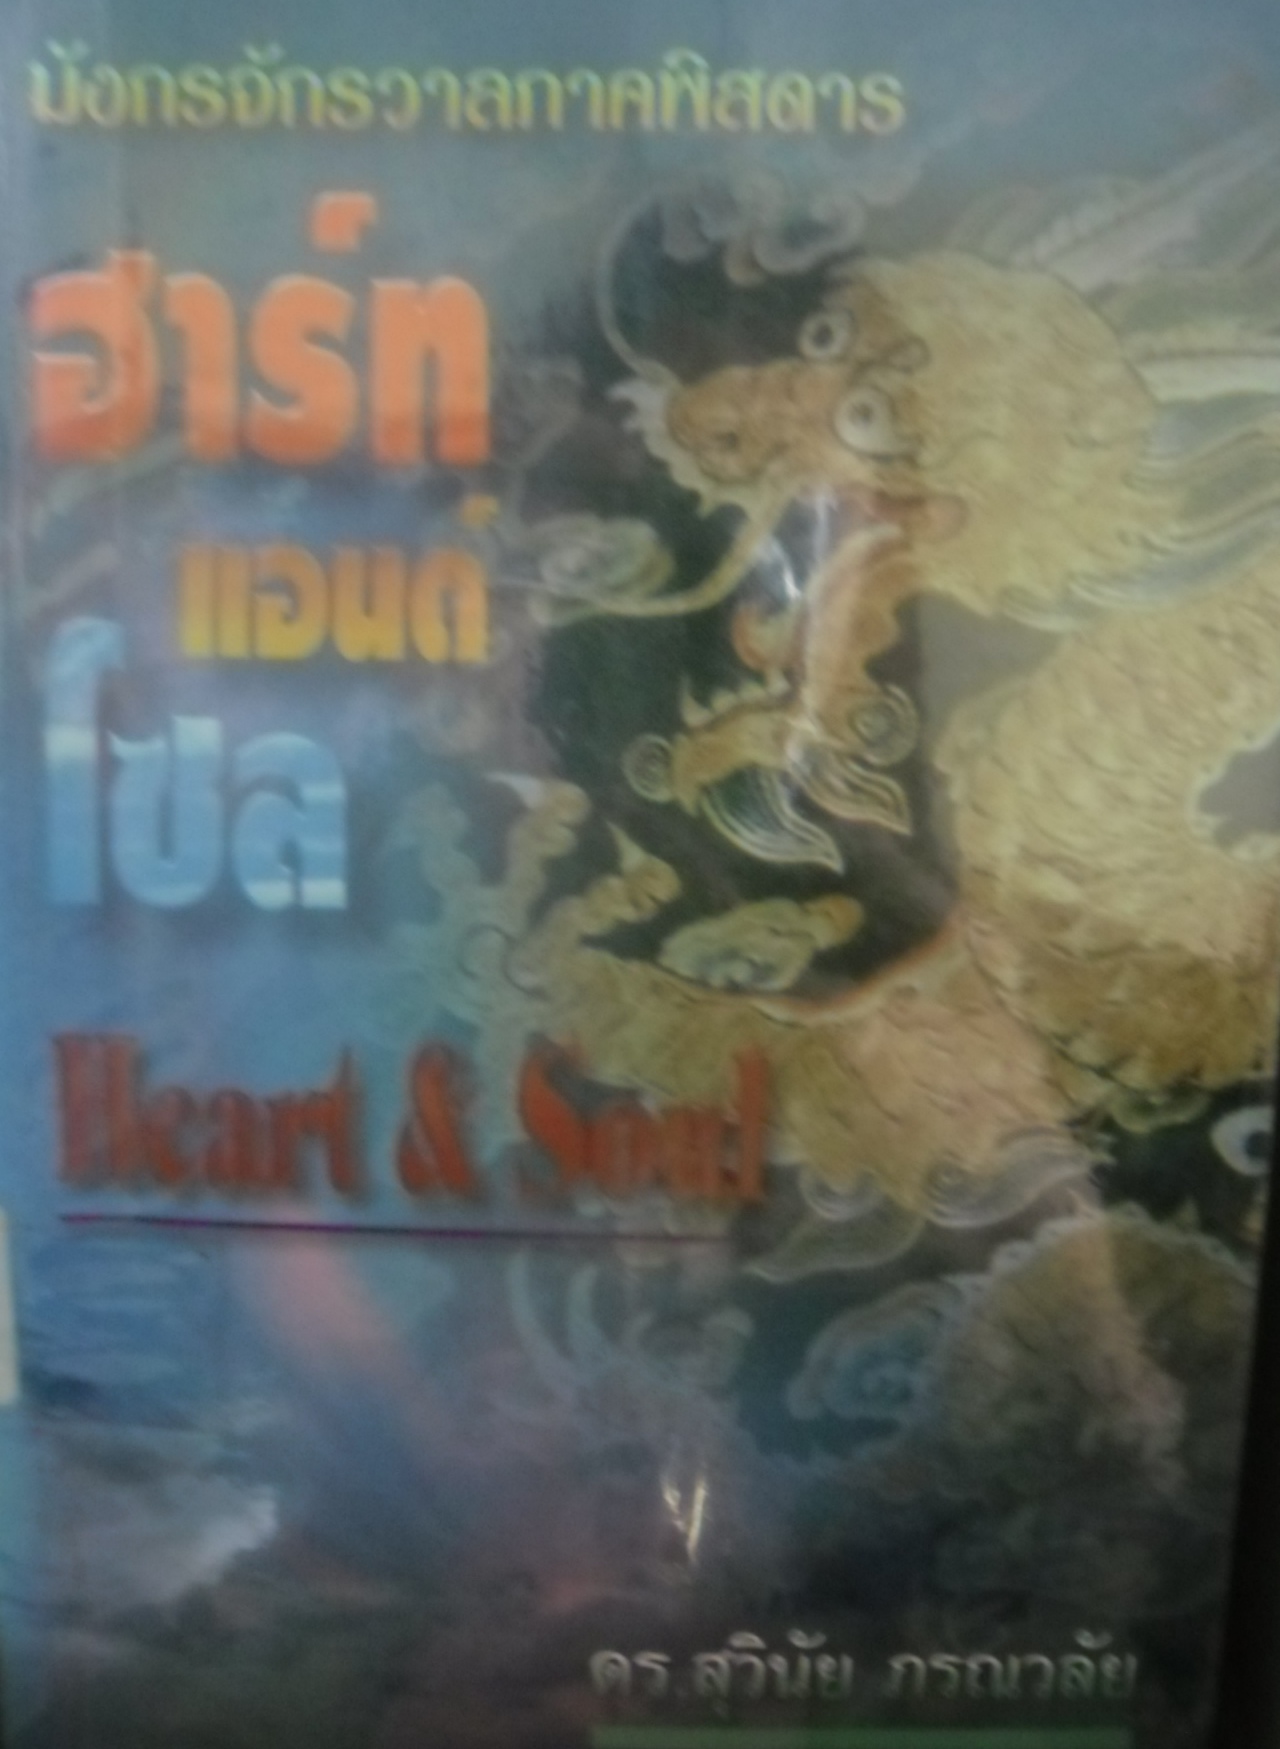 มังกรจักรวาลภาคพิสดาร
ฮาร์ท
แอนด์
โซล
Heart & Soul
ดร.สุวินัย ภรณวลัย